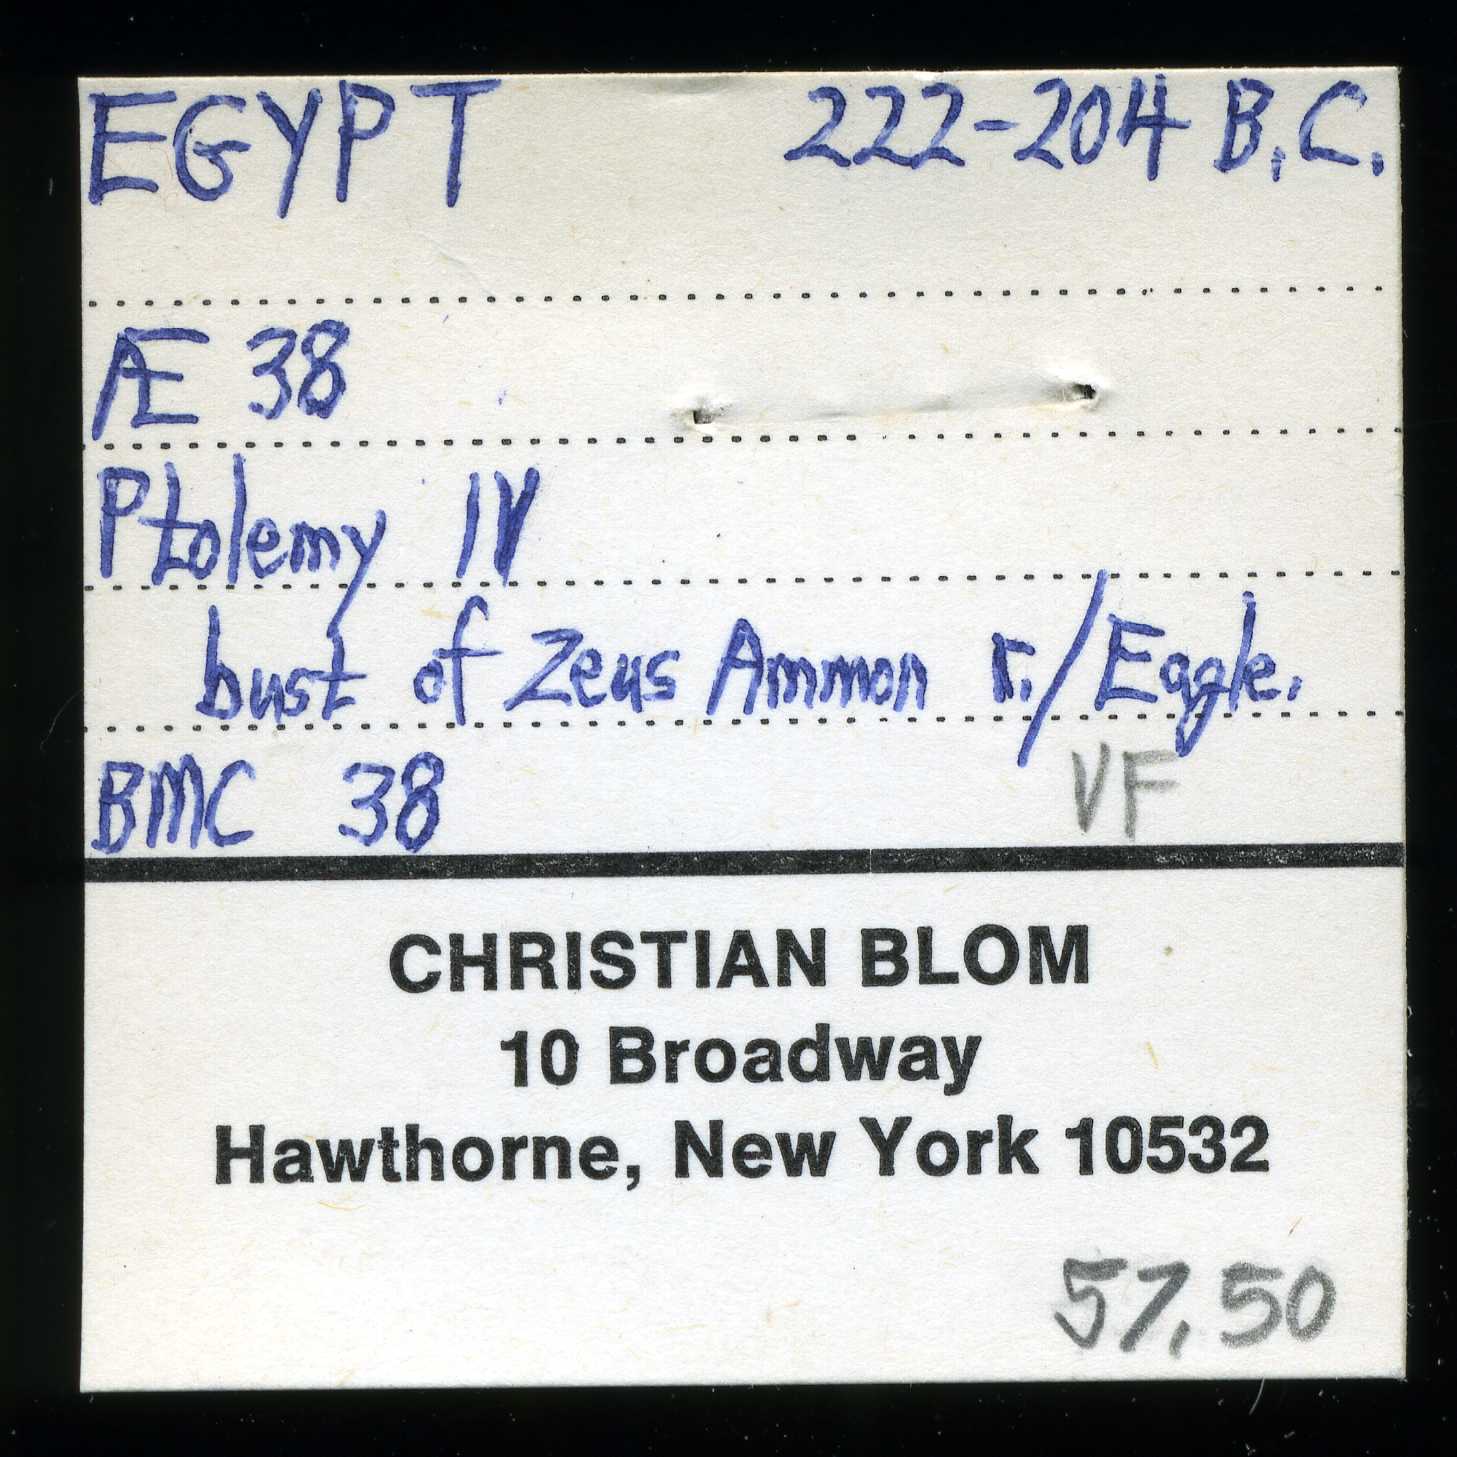 EGYPT 222-204 B.C.
Æ 38
Ptolemy IV
bust of Zeus Ammon r./Eagle.
BMC 38 VF
CHRISTIAN BLOM
10 Broadway
Hawthorne, New York 10532
57.50